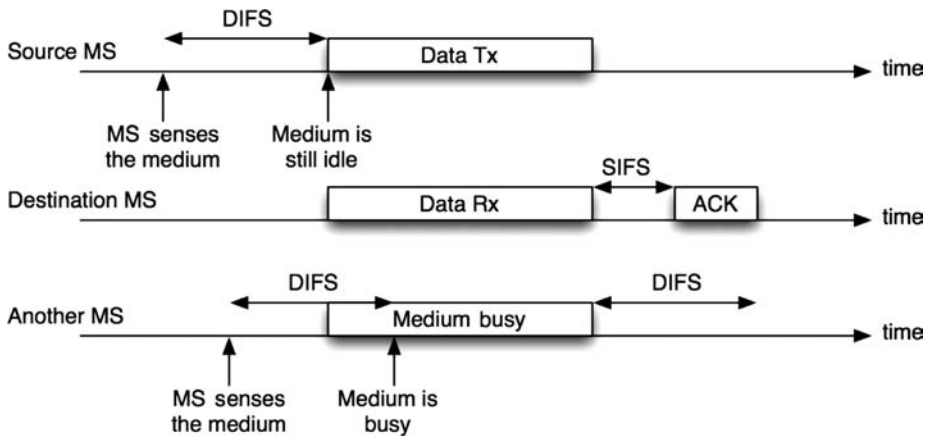 DIFS
Source MS
Data Tx
time
MS senses
the medium
Medium is
still idle
SIFS
Destination MS
Data Rx
ACK
time
DIFS
DIFS
Another MS
Medium busy
time
MS senses
the medium
Medium is
busy